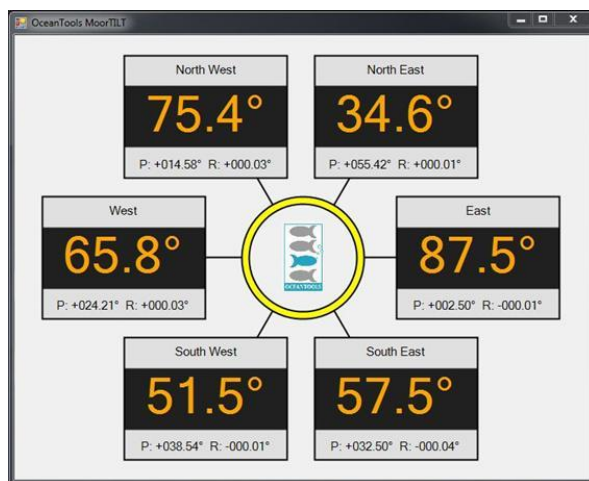 OceanTools MoorTILT
North West
75.4°
P: +014.58° R: +000.03°
North East
34.6°
P: +055.42° R: +000.01°
West
65.8°
P: +024.21° R: +000.03°
OCEANTOOLS
East
87.5°
P: +002.50° R: -000.01°
South West
51.5°
P: +038.54° R: -000.01°
South East
57.5°
P: +032.50° R: -000.04°